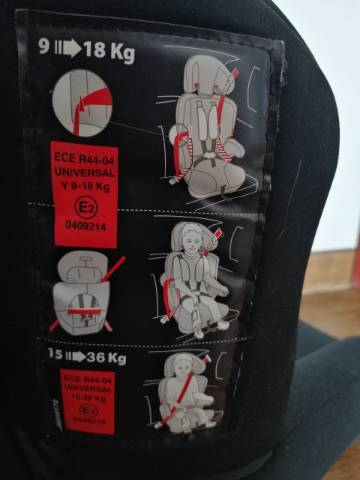 9 18 Kg
ECE R44-04
UNIVERSAL
Y 9-18 Kg
E2
0409214
15 36 Kg
ECE R44-04
UNIVERSAL
15-36 Kg
E2